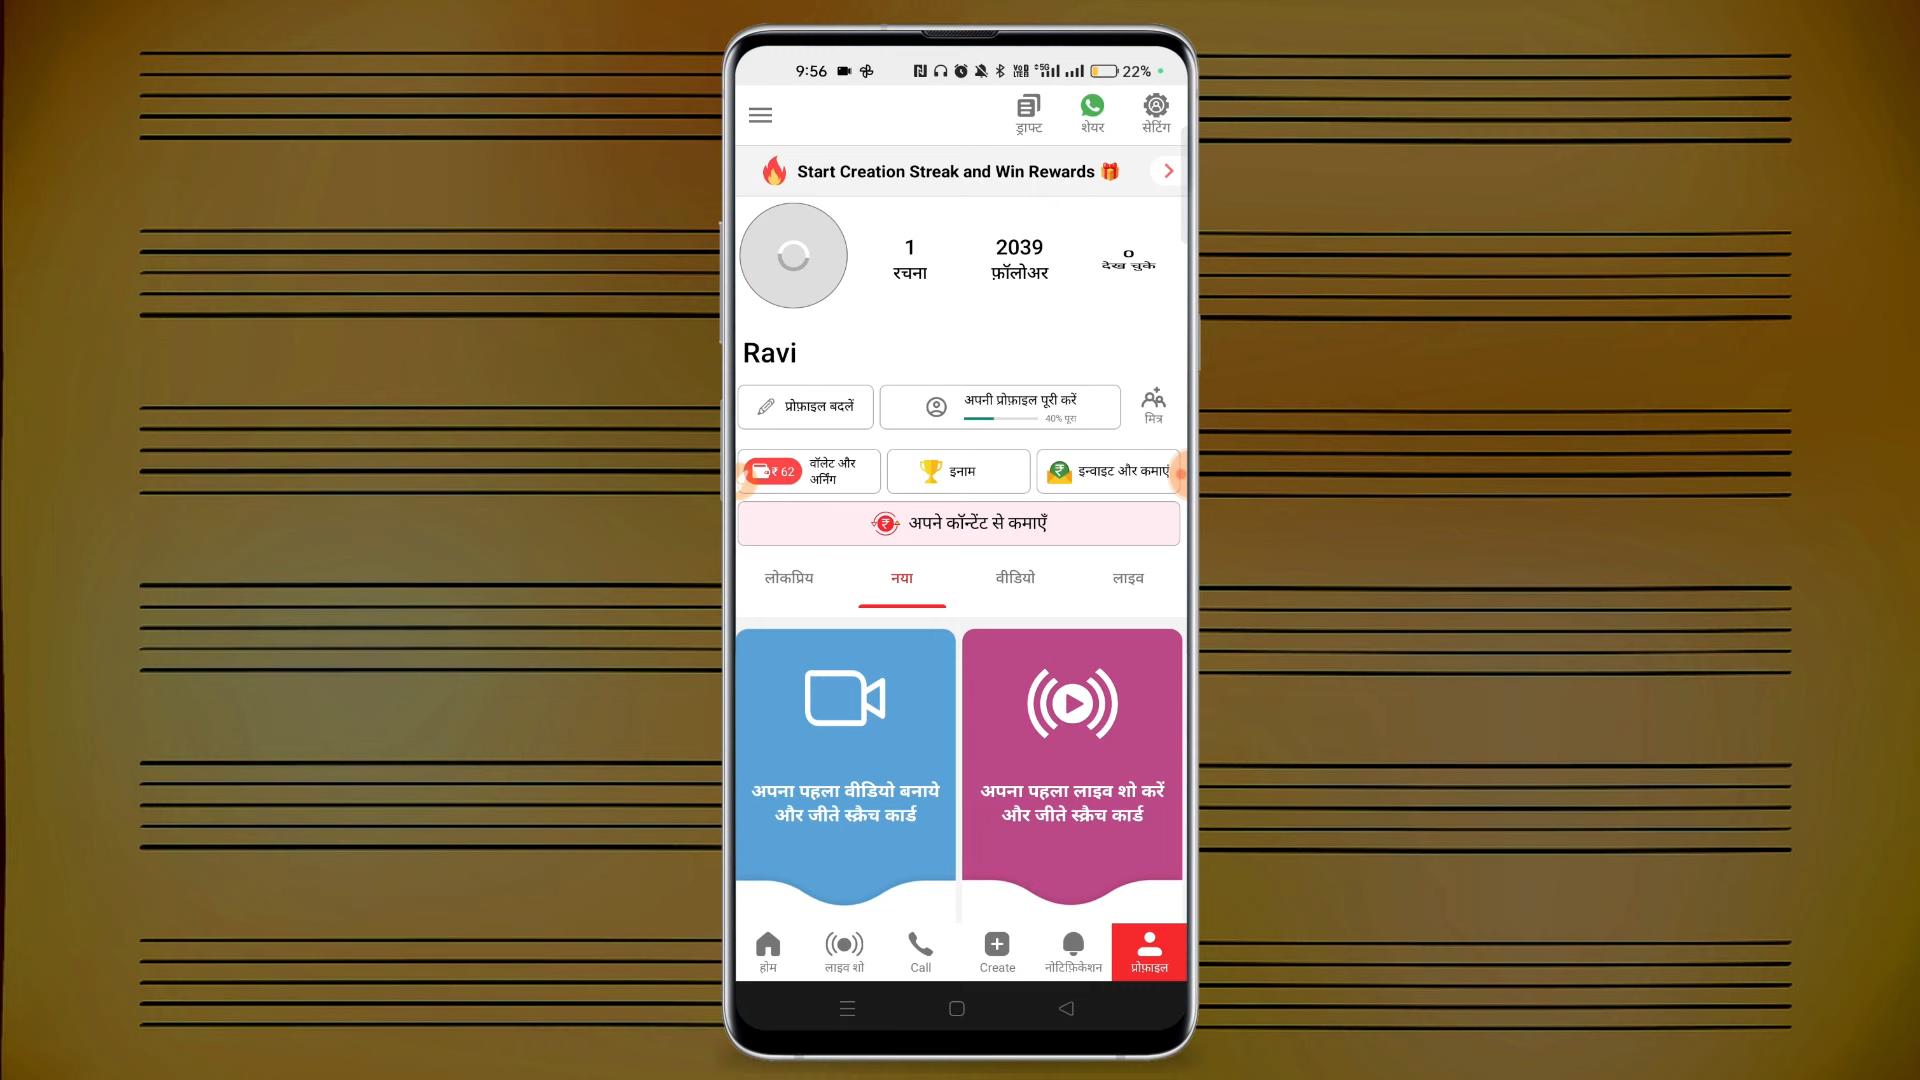 9:56
22%
ड्राफ्ट
शेयर
सेटिंग
Start Creation Streak and Win Rewards
1
रचना
2039
फ़ॉलोअर
0
देख चुके
Ravi
प्रोफ़ाइल बदलें
अपनी प्रोफ़ाइल पूरी करें
40% पूरा
मित्र
₹ 62
वॉलेट और
अर्निंग
इनाम
इन्वाइट और कमाएं
अपने कॉन्टेंट से कमाएँ
लोकप्रिय
नया
वीडियो
लाइव
अपना पहला वीडियो बनाये
और जीते स्क्रैच कार्ड
अपना पहला लाइव शो करें
और जीते स्क्रैच कार्ड
होम
लाइव शो
Call
Create
नोटिफ़िकेशन
प्रोफ़ाइल